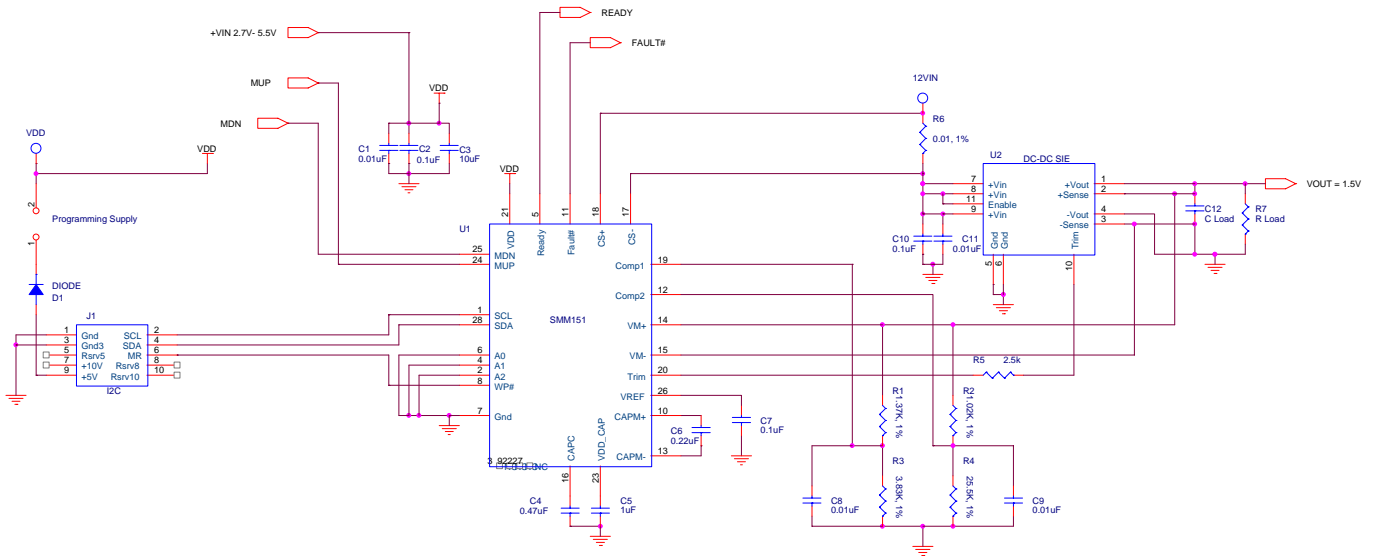 READY
+VIN 2.7V- 5.5V
FAULT#
MUP
VDD
12VIN
MDN
R6
0.01, 1%
VDD
VDD
C1
0.01uF
C2
0.1uF
C3
10uF
U2
DC-DC SIE
VDD
7
8
11
9
+Vin
+Vin
Enable
+Vin
+Vout
+Sense
-Vout
-Sense
1
2
4
3
VOUT = 1.5V
C12
C Load
R7
R Load
Gnd
Gnd
Trim
5
6
10
2
Programming Supply
1
U1
21
5
11
18
17
VDD
Ready
Fault#
CS+
CS-
C10
0.1uF
C11
0.01uF
25
MDN
24
MUP
Comp1
19
Comp2
12
DIODE
D1
1
SCL
28
SDA
SMM151
VM+
14
VM-
15
Trim
20
R5
2.5k
J1
1
Gnd
SCL
2
3
Gnd3
SDA
4
5
Rsrv5
MR
6
7
+10V
Rsrv8
8
9
+5V
Rsrv10
10
I2C
6
A0
4
A1
2
A2
8
WP#
7
Gnd
VREF
26
CAPM+
10
CAPM-
13
C6
0.22uF
C7
0.1uF
R1
1.37K, 1%
R2
1.02K, 1%
R3
3.83K, 1%
R4
25.5K, 1%
CAPC
VDD_CAP
16
23
C4
0.47uF
C5
1uF
C8
0.01uF
C9
0.01uF